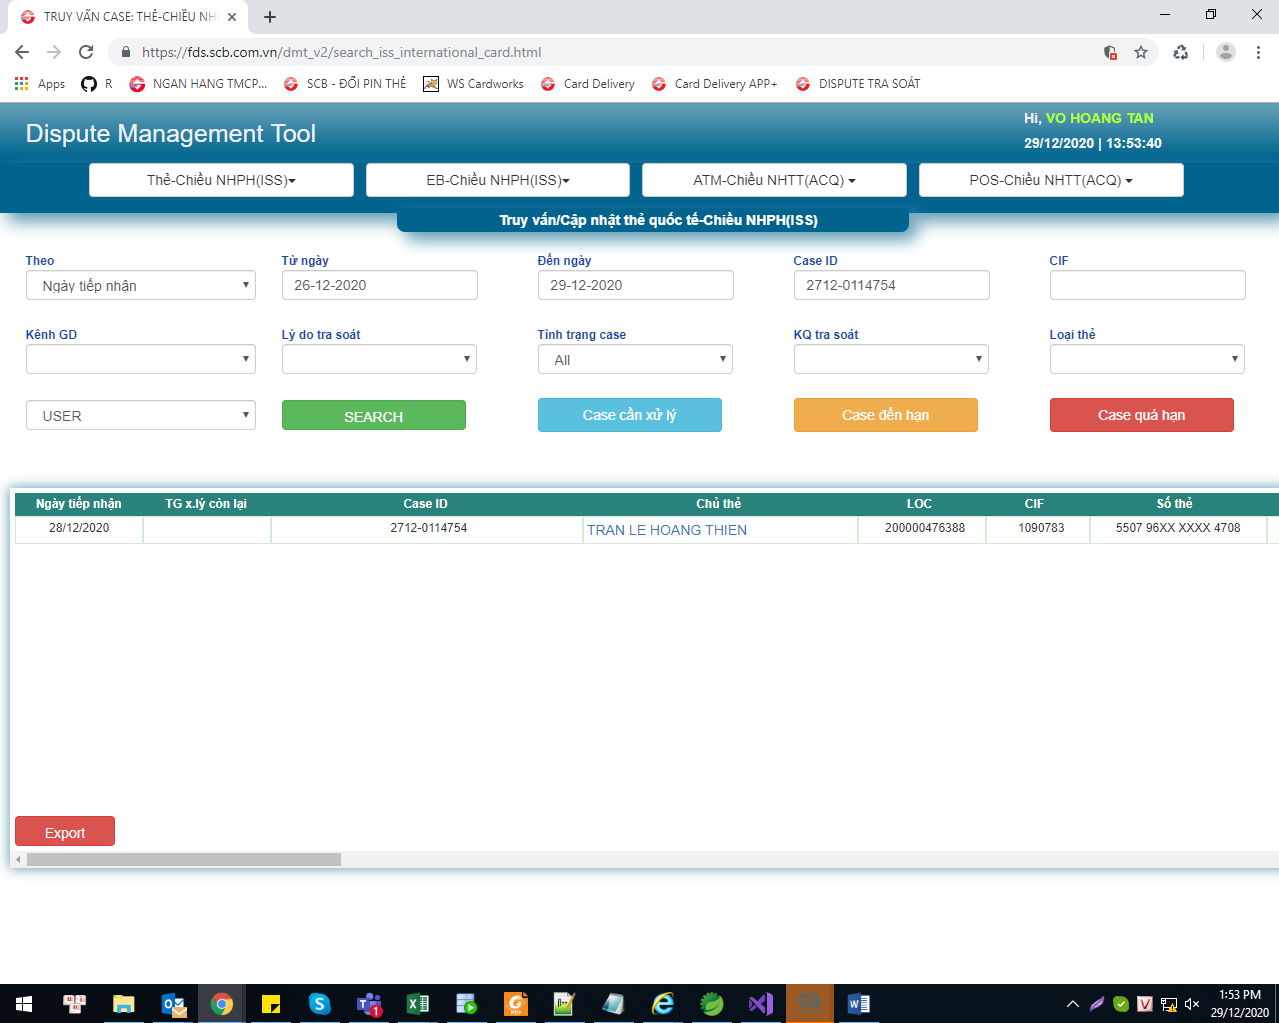 TRUY VẤN CASE: THẺ-CHIỀU NH
https://fds.scb.com.vn/dmt_v2/search_iss_international_card.html
Apps R NGAN HANG TMCP... SCB - ĐỔI PIN THẺ WS Cardworks Card Delivery Card Delivery APP+ DISPUTE TRA SOÁT
Dispute Management Tool
Hi, VO HOANG TAN
29/12/2020 | 13:53:40
Thẻ-Chiều NHPH(ISS) EB-Chiều NHPH(ISS) ATM-Chiều NHTT(ACQ) POS-Chiều NHTT(ACQ)
Truy vấn/Cập nhật thẻ quốc tế-Chiều NHPH(ISS)
Theo Từ ngày Đến ngày Case ID CIF
Ngày tiếp nhận 26-12-2020 29-12-2020 2712-0114754
Kênh GD Lý do tra soát Tình trạng case KQ tra soát Loại thẻ
All
USER SEARCH Case cần xử lý Case đến hạn Case quá hạn
Ngày tiếp nhận TG x.lý còn lại Case ID Chủ thẻ LOC CIF Số thẻ
28/12/2020 2712-0114754 TRAN LE HOANG THIEN 200000476388 1090783 5507 96XX XXXX 4708
Export
1:53 PM
29/12/2020